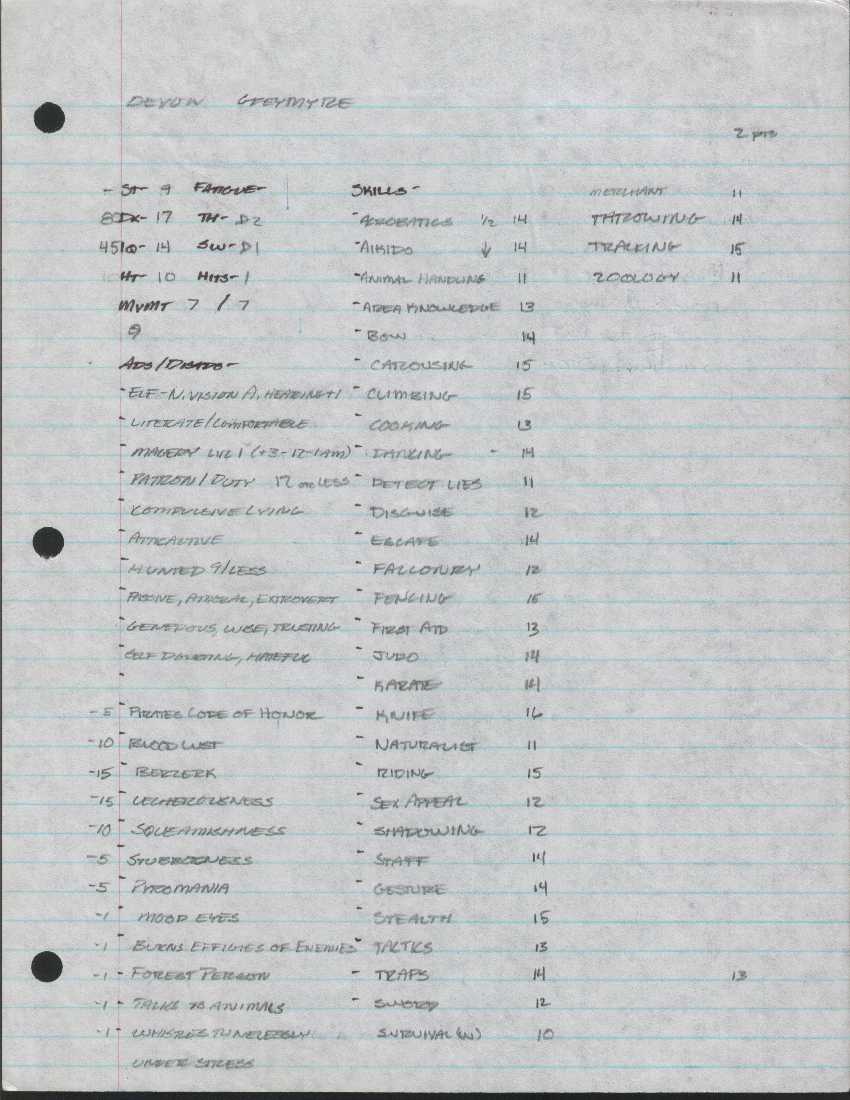 DEVON GREYMYRE
2 pts
- ST- 9 FATIGUE-
80 DX- 17 TH- D2
45 IQ- 14 SW- D1
10 HT 10 HITS- 1
MVMT 7 / 7
9
ADS/DISADS-
- ELF- N. VISION A. HEARING+1
- LITERATE/COMFORTABLE
- MAGERY LVL 1 (+3-12-1AM)
- PATRON/DUTY 12 OR LESS
- COMPULSIVE LYING
- ATTRACTIVE
- HUNTED 9/LESS
- PASSIVE, EXTROVERT
- GENEROUS, TRUSTING
- SELF DOUBTING, HATEFUL
-
-5 - PIRATES CODE OF HONOR
-10 - BLOOD LUST
-15 - BERZERK
-15 - LECHEROUSNESS
-10 - SQUEAMISHNESS
-5 - STUBBORNNESS
-5 - PYROMANIA
-1 - MOOD EYES
-1 - BURNS EFFIGIES OF ENEMIES
-1 - FOREST PERSON
-1 - TALKS TO ANIMALS
-1 - WHISTLES TUNELESSLY
UNDER STRESS
SKILLS-
- ACROBATICS 1/2 14
- AIKIDO ↓ 14
- ANIMAL HANDLING 11
- AREA KNOWLEDGE 13
- BOW 14
- CAROUSING 15
- CLIMBING 15
- COOKING 13
- DANCING - 14
- DETECT LIES 11
- DISGUISE 12
- ESCAPE 14
- FALCONRY 12
- FENCING 15
- FIRST AID 13
- JUDO 14
- KARATE 14
- KNIFE 16
- NATURALIST 11
- RIDING 15
- SEX APPEAL 12
- SHADOWING 12
- STAFF 14
- GESTURE 14
- STEALTH 15
- TACTICS 13
- TRAPS 14
- SWORD 12
SURVIVAL (W) 10
MERCHANT 11
THROWING 14
TRACKING 15
ZOOLOGY 11
13